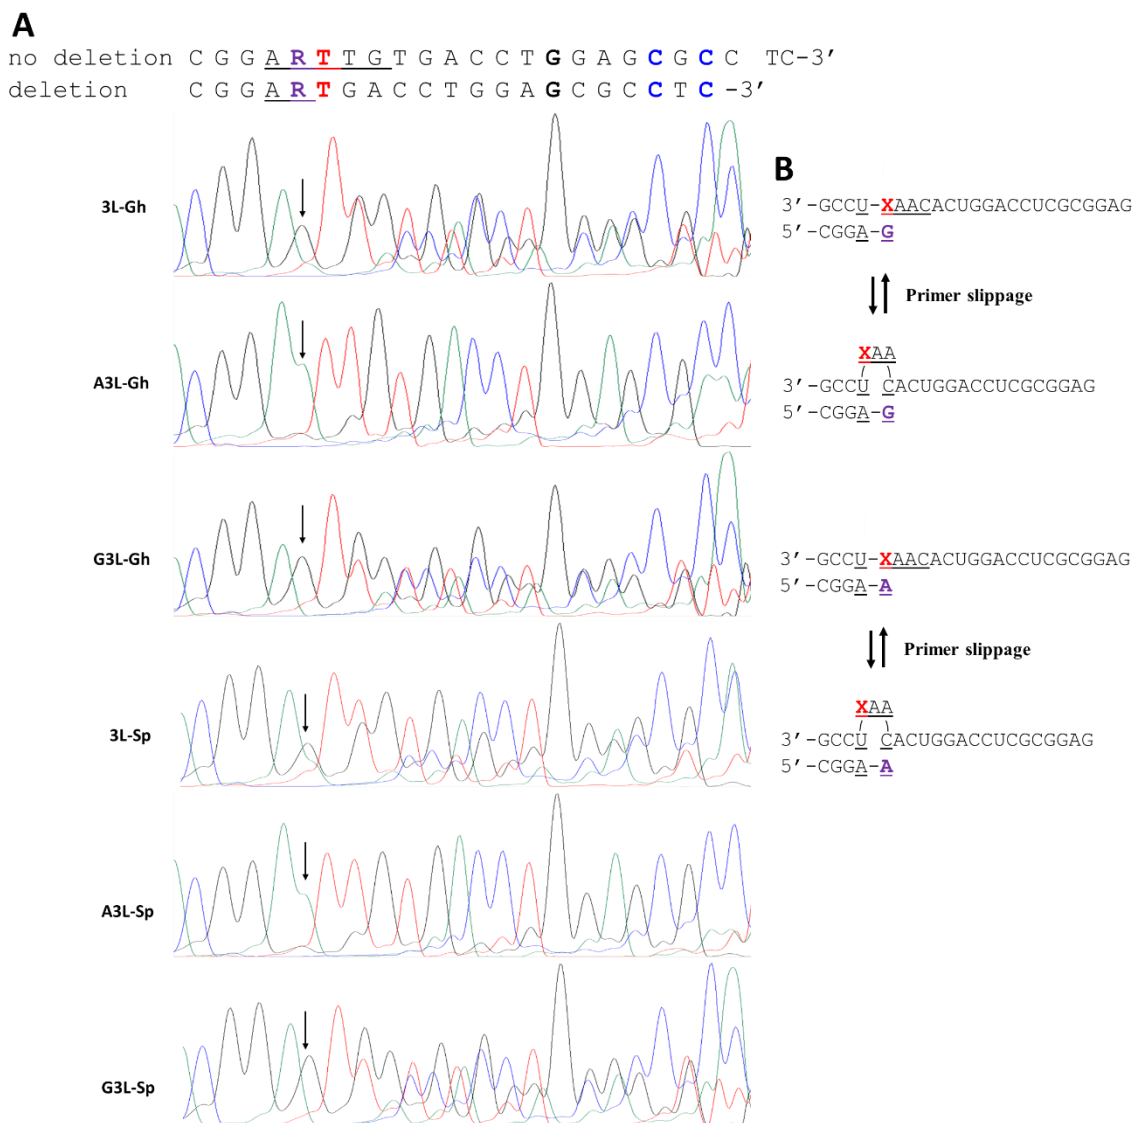 A
no deletion C G G A R T T G T G A C C T G G A G C G C C TC-3′
deletion C G G A R T G A C C T G G A G C G C C T C -3′
3L-Gh
A3L-Gh
G3L-Gh
3L-Sp
A3L-Sp
G3L-Sp
B
3′-GCCU-XAACACUGGACCUCGCGGAG
5′-CGGA-G
Primer slippage
XAA
3′-GCCU CACUGGACCUCGCGGAG
5′-CGGA-G
3′-GCCU-XAACACUGGACCUCGCGGAG
5′-CGGA-A
Primer slippage
XAA
3′-GCCU CACUGGACCUCGCGGAG
5′-CGGA-A